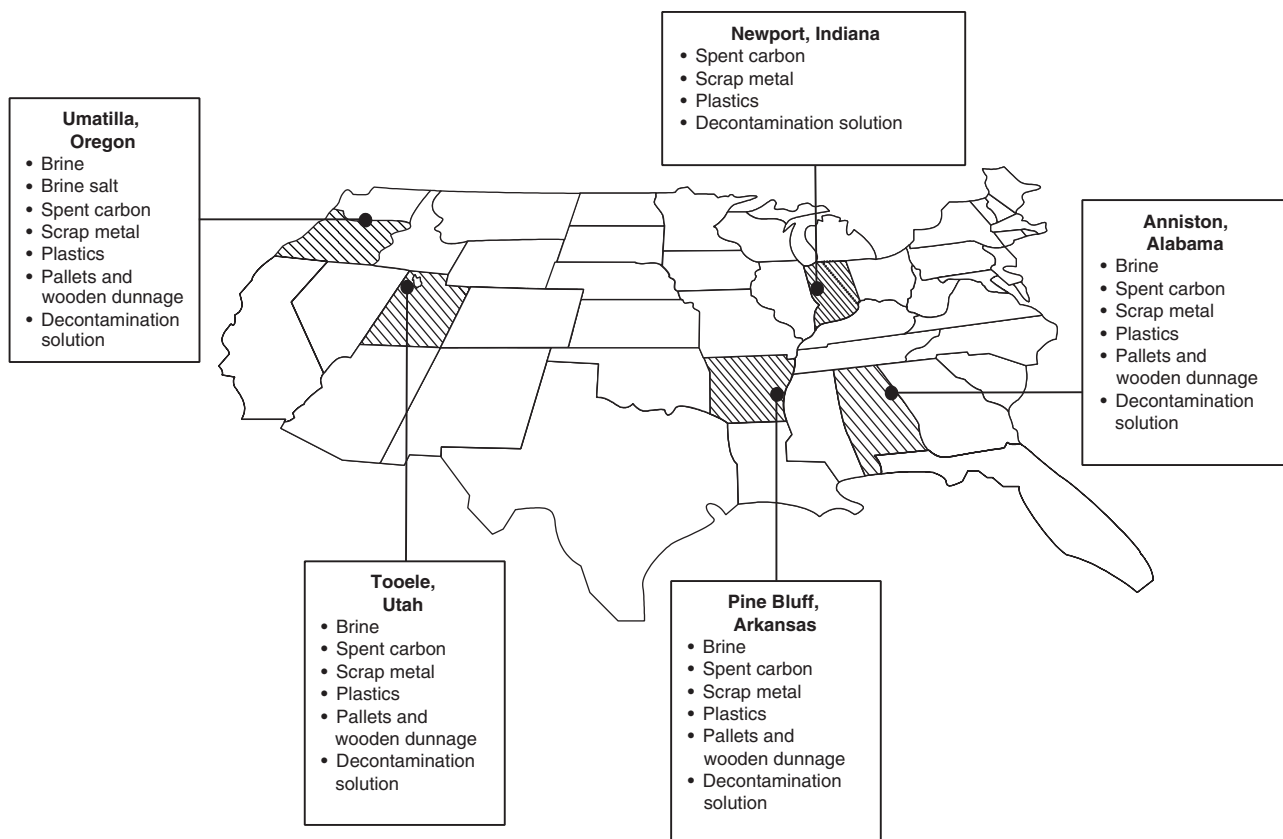 Newport, Indiana
• Spent carbon
• Scrap metal
• Plastics
• Decontamination solution
Umatilla,
Oregon
• Brine
• Brine salt
• Spent carbon
• Scrap metal
• Plastics
• Pallets and
wooden dunnage
• Decontamination
solution
Anniston,
Alabama
• Brine
• Spent carbon
• Scrap metal
• Plastics
• Pallets and
wooden dunnage
• Decontamination
solution
Tooele,
Utah
• Brine
• Spent carbon
• Scrap metal
• Plastics
• Pallets and
wooden dunnage
• Decontamination
solution
Pine Bluff,
Arkansas
• Brine
• Spent carbon
• Scrap metal
• Plastics
• Pallets and
wooden dunnage
• Decontamination
solution